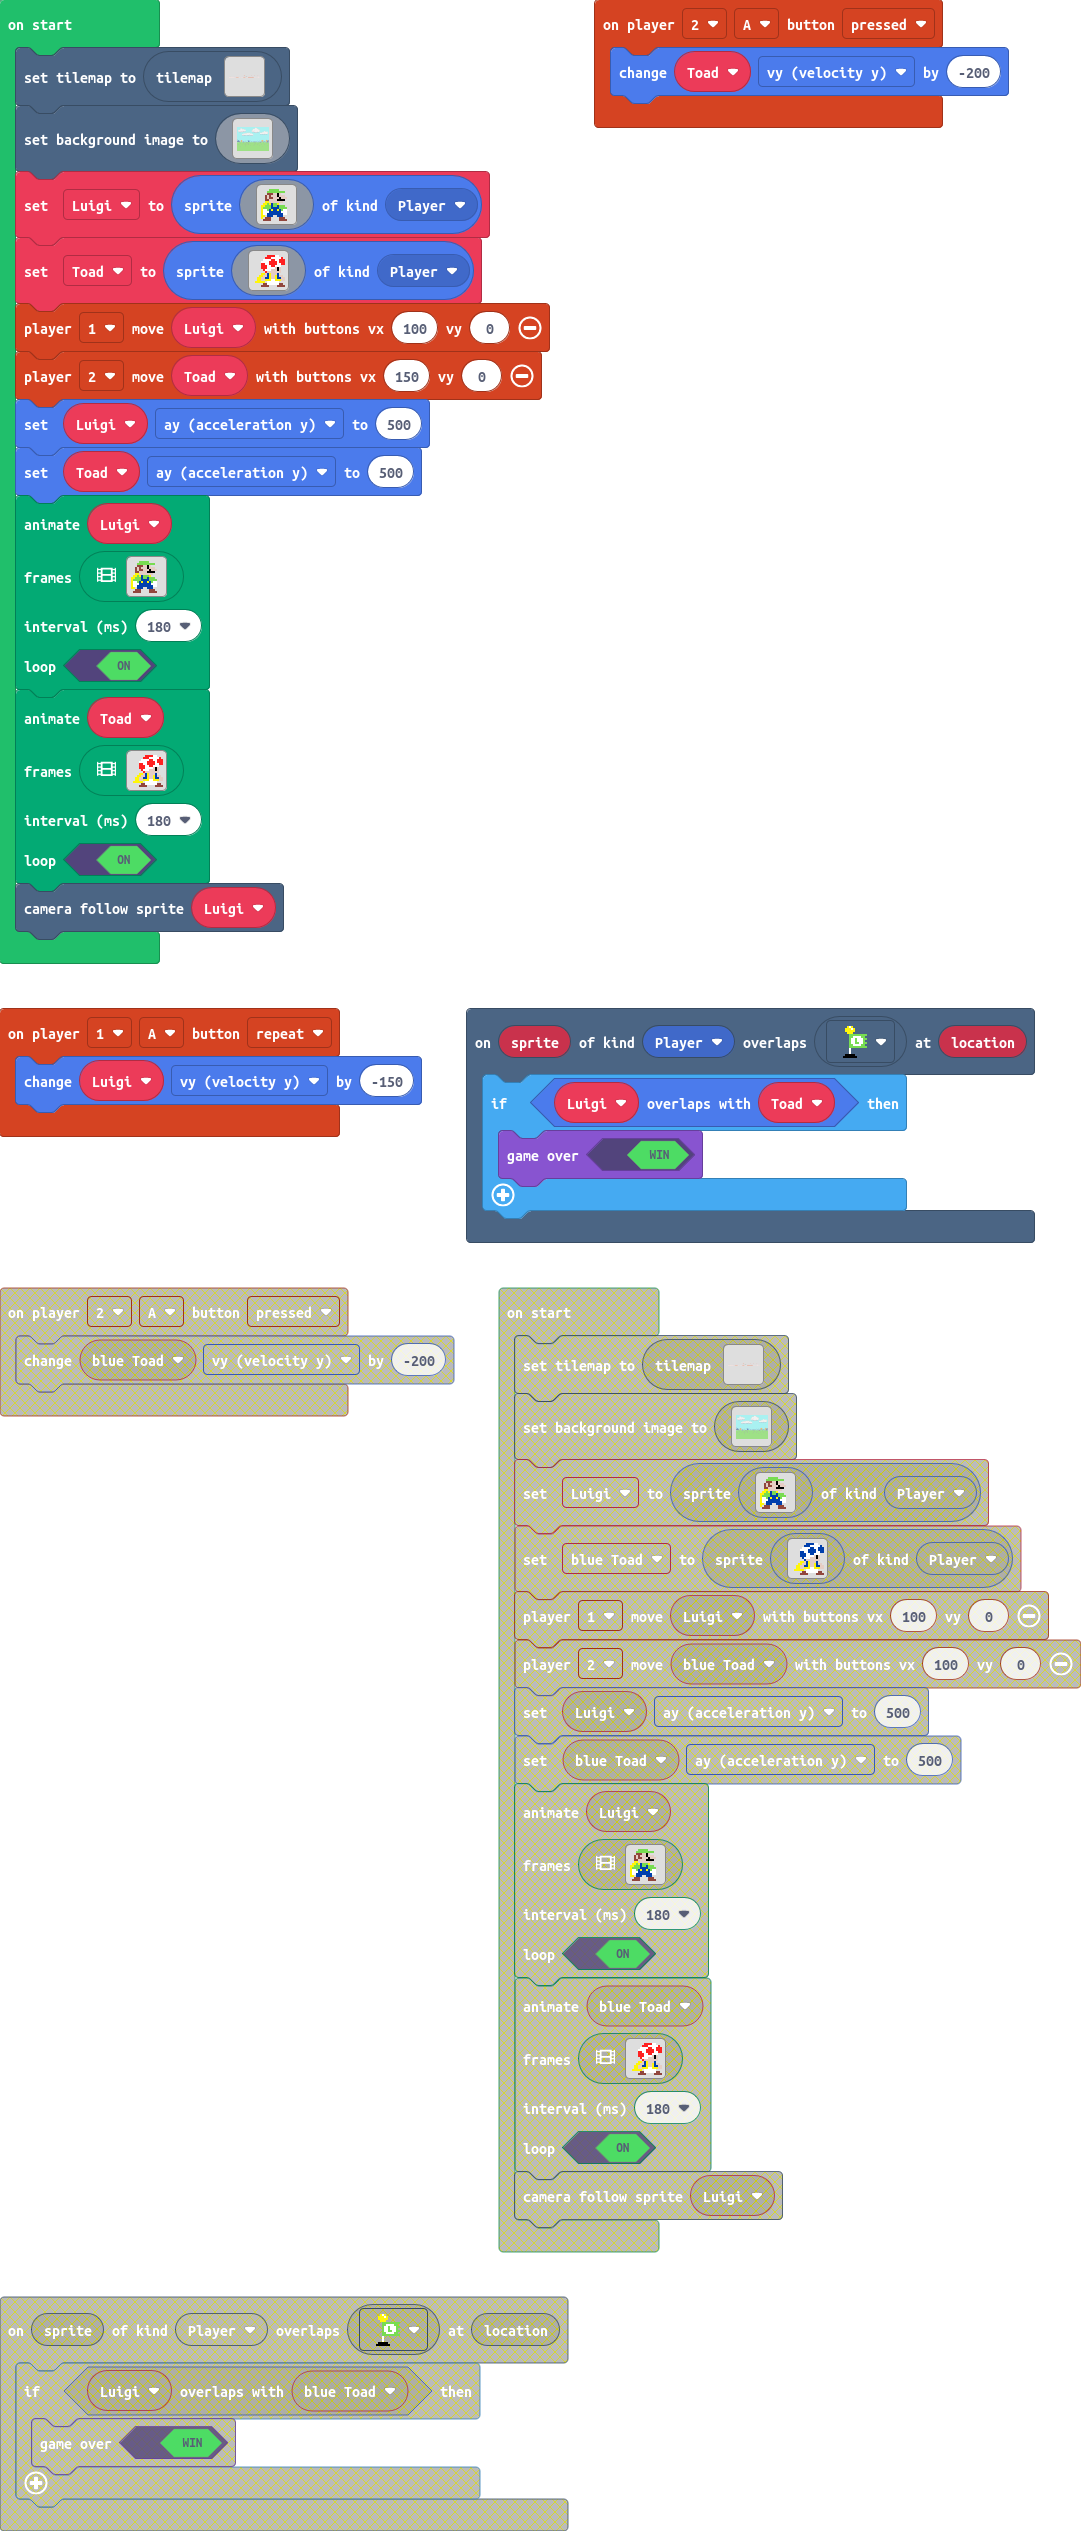 on start
set tilemap to tilemap
set background image to
set Luigi to sprite of kind Player
set Toad to sprite of kind Player
player 1 move Luigi with buttons vx 100 vy 0
player 2 move Toad with buttons vx 150 vy 0
set Luigi ay (acceleration y) to 500
set Toad ay (acceleration y) to 500
animate Luigi
frames
interval (ms) 180
loop ON
animate Toad
frames
interval (ms) 180
loop ON
camera follow sprite Luigi
on player 2 A button pressed
change Toad vy (velocity y) by -200
on player 1 A button repeat
change Luigi vy (velocity y) by -150
on sprite of kind Player overlaps L at location
if Luigi overlaps with Toad then
game over WIN
on player 2 A button pressed
change blue Toad vy (velocity y) by -200
on start
set tilemap to tilemap
set background image to
set Luigi to sprite of kind Player
set blue Toad to sprite of kind Player
player 1 move Luigi with buttons vx 100 vy 0
player 2 move blue Toad with buttons vx 100 vy 0
set Luigi ay (acceleration y) to 500
set blue Toad ay (acceleration y) to 500
animate Luigi
frames
interval (ms) 180
loop ON
animate blue Toad
frames
interval (ms) 180
loop ON
camera follow sprite Luigi
on sprite of kind Player overlaps L at location
if Luigi overlaps with blue Toad then
game over WIN